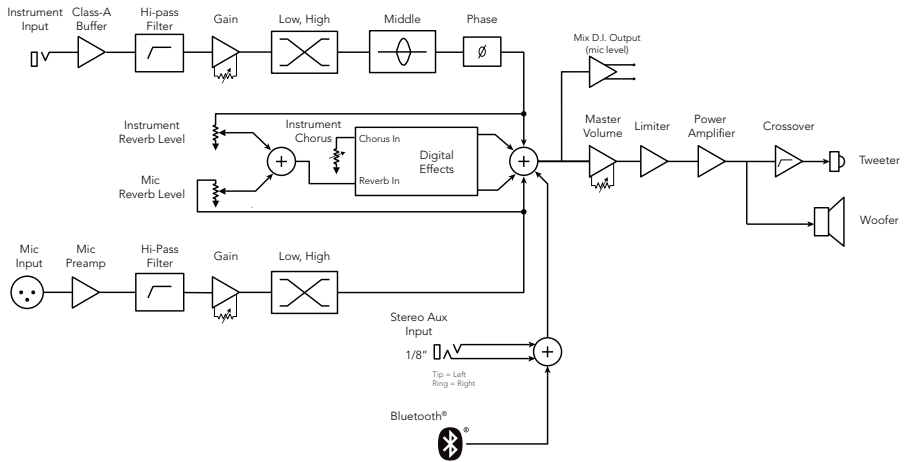 Instrument
Input
Class-A
Buffer
Hi-pass
Filter
Gain
Low, High
Middle
Phase
ø
Mix D.I. Output
(mic level)
Instrument
Reverb Level
Instrument
Chorus
Chorus In
Digital
Effects
Reverb In
Mic
Reverb Level
Master
Volume
Limiter
Power
Amplifier
Crossover
Tweeter
Woofer
Mic
Input
Mic
Preamp
Hi-Pass
Filter
Gain
Low, High
Stereo Aux
Input
1/8”
Tip = Left
Ring = Right
Bluetooth®
®